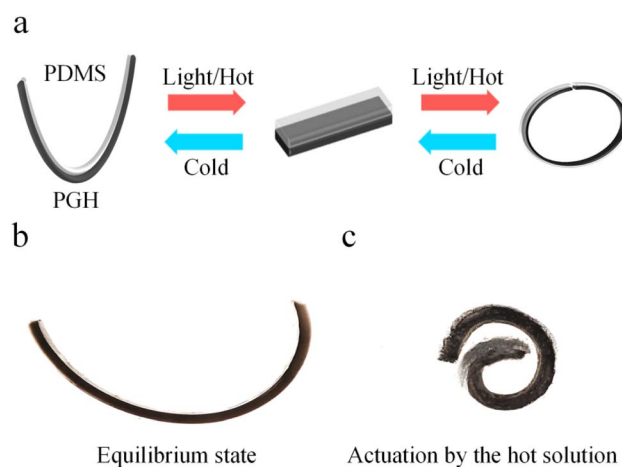 a
PDMS
Light/Hot
Light/Hot
Cold
Cold
PGH
b
c
Equilibrium state
Actuation by the hot solution